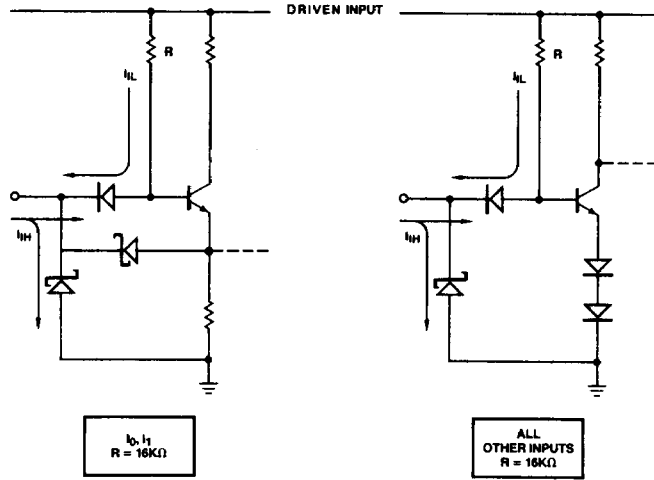 DRIVEN INPUT
R
IIL
IIH
I0, I1
R = 16KΩ
R
IIL
IIH
ALL
OTHER INPUTS
R = 16KΩ